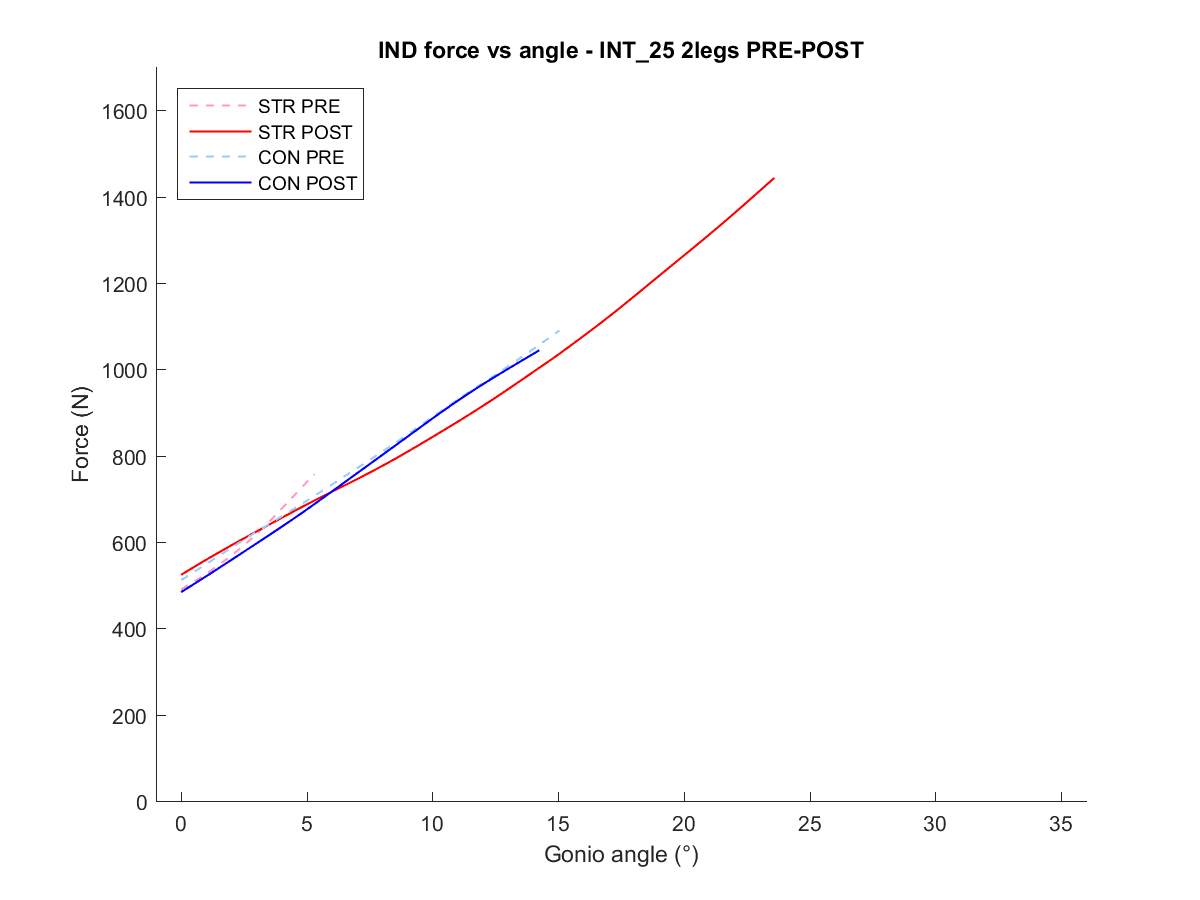 IND force vs angle - INT_25 2legs PRE-POST
STR PRE
STR POST
CON PRE
CON POST
1600
1400
1200
1000
800
600
400
200
0
Force (N)
0 5 10 15 20 25 30 35
Gonio angle (°)